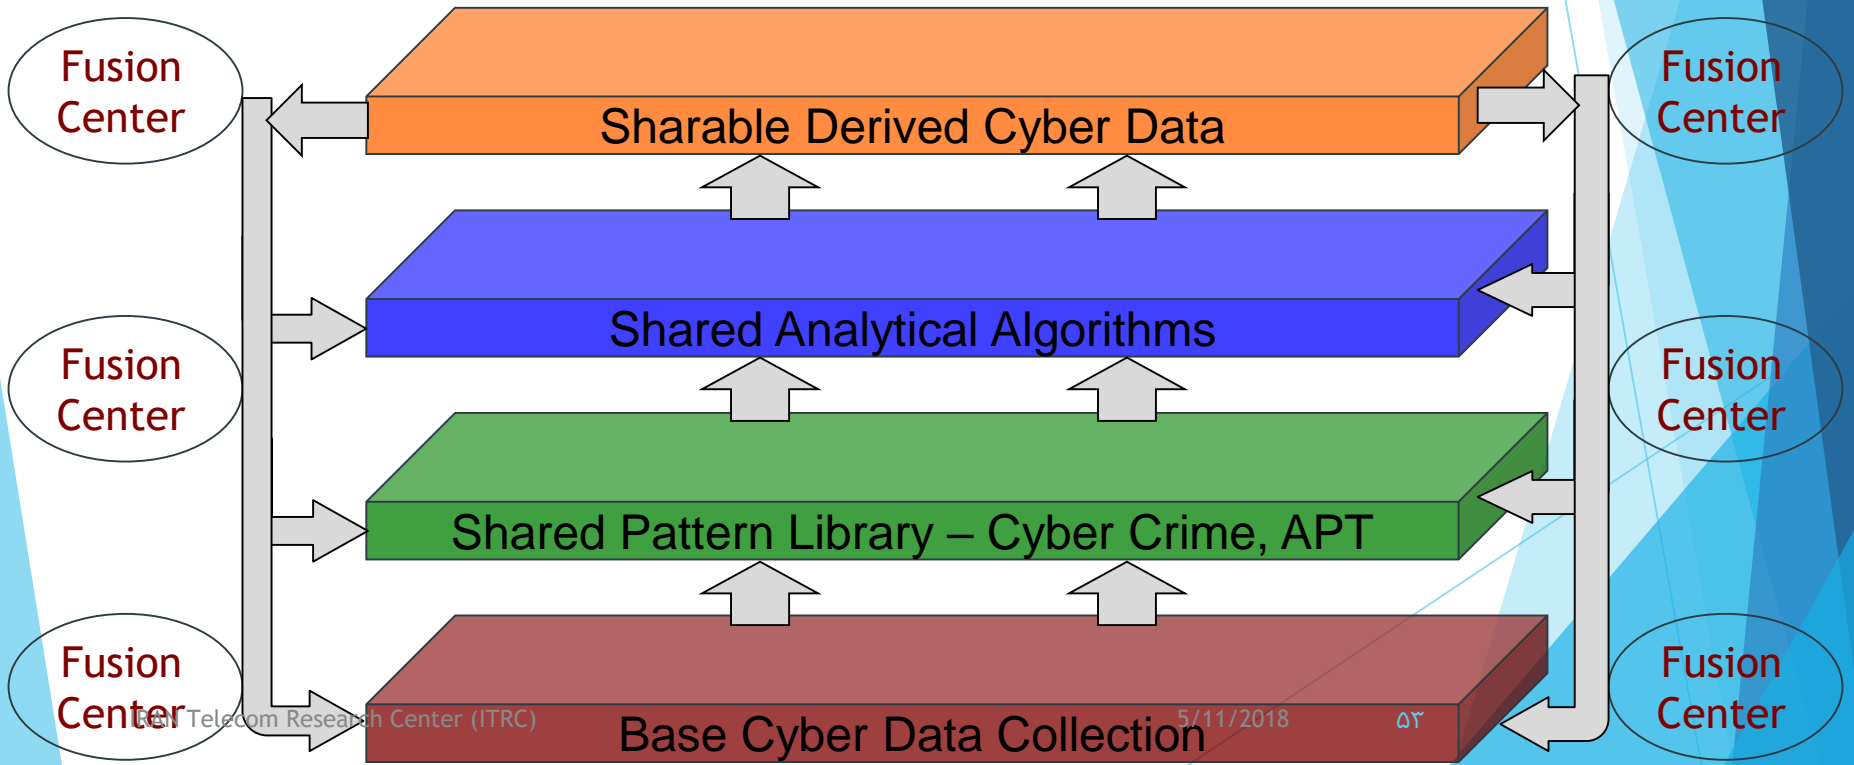 Fusion
Center
Sharable Derived Cyber Data
Fusion
Center
Shared Analytical Algorithms
Fusion
Center
Fusion
Center
Shared Pattern Library – Cyber Crime, APT
Fusion
Center
Fusion
Center
IRAN Telecom Research Center (ITRC)
Base Cyber Data Collection
5/11/2018
۵۳
Fusion
Center